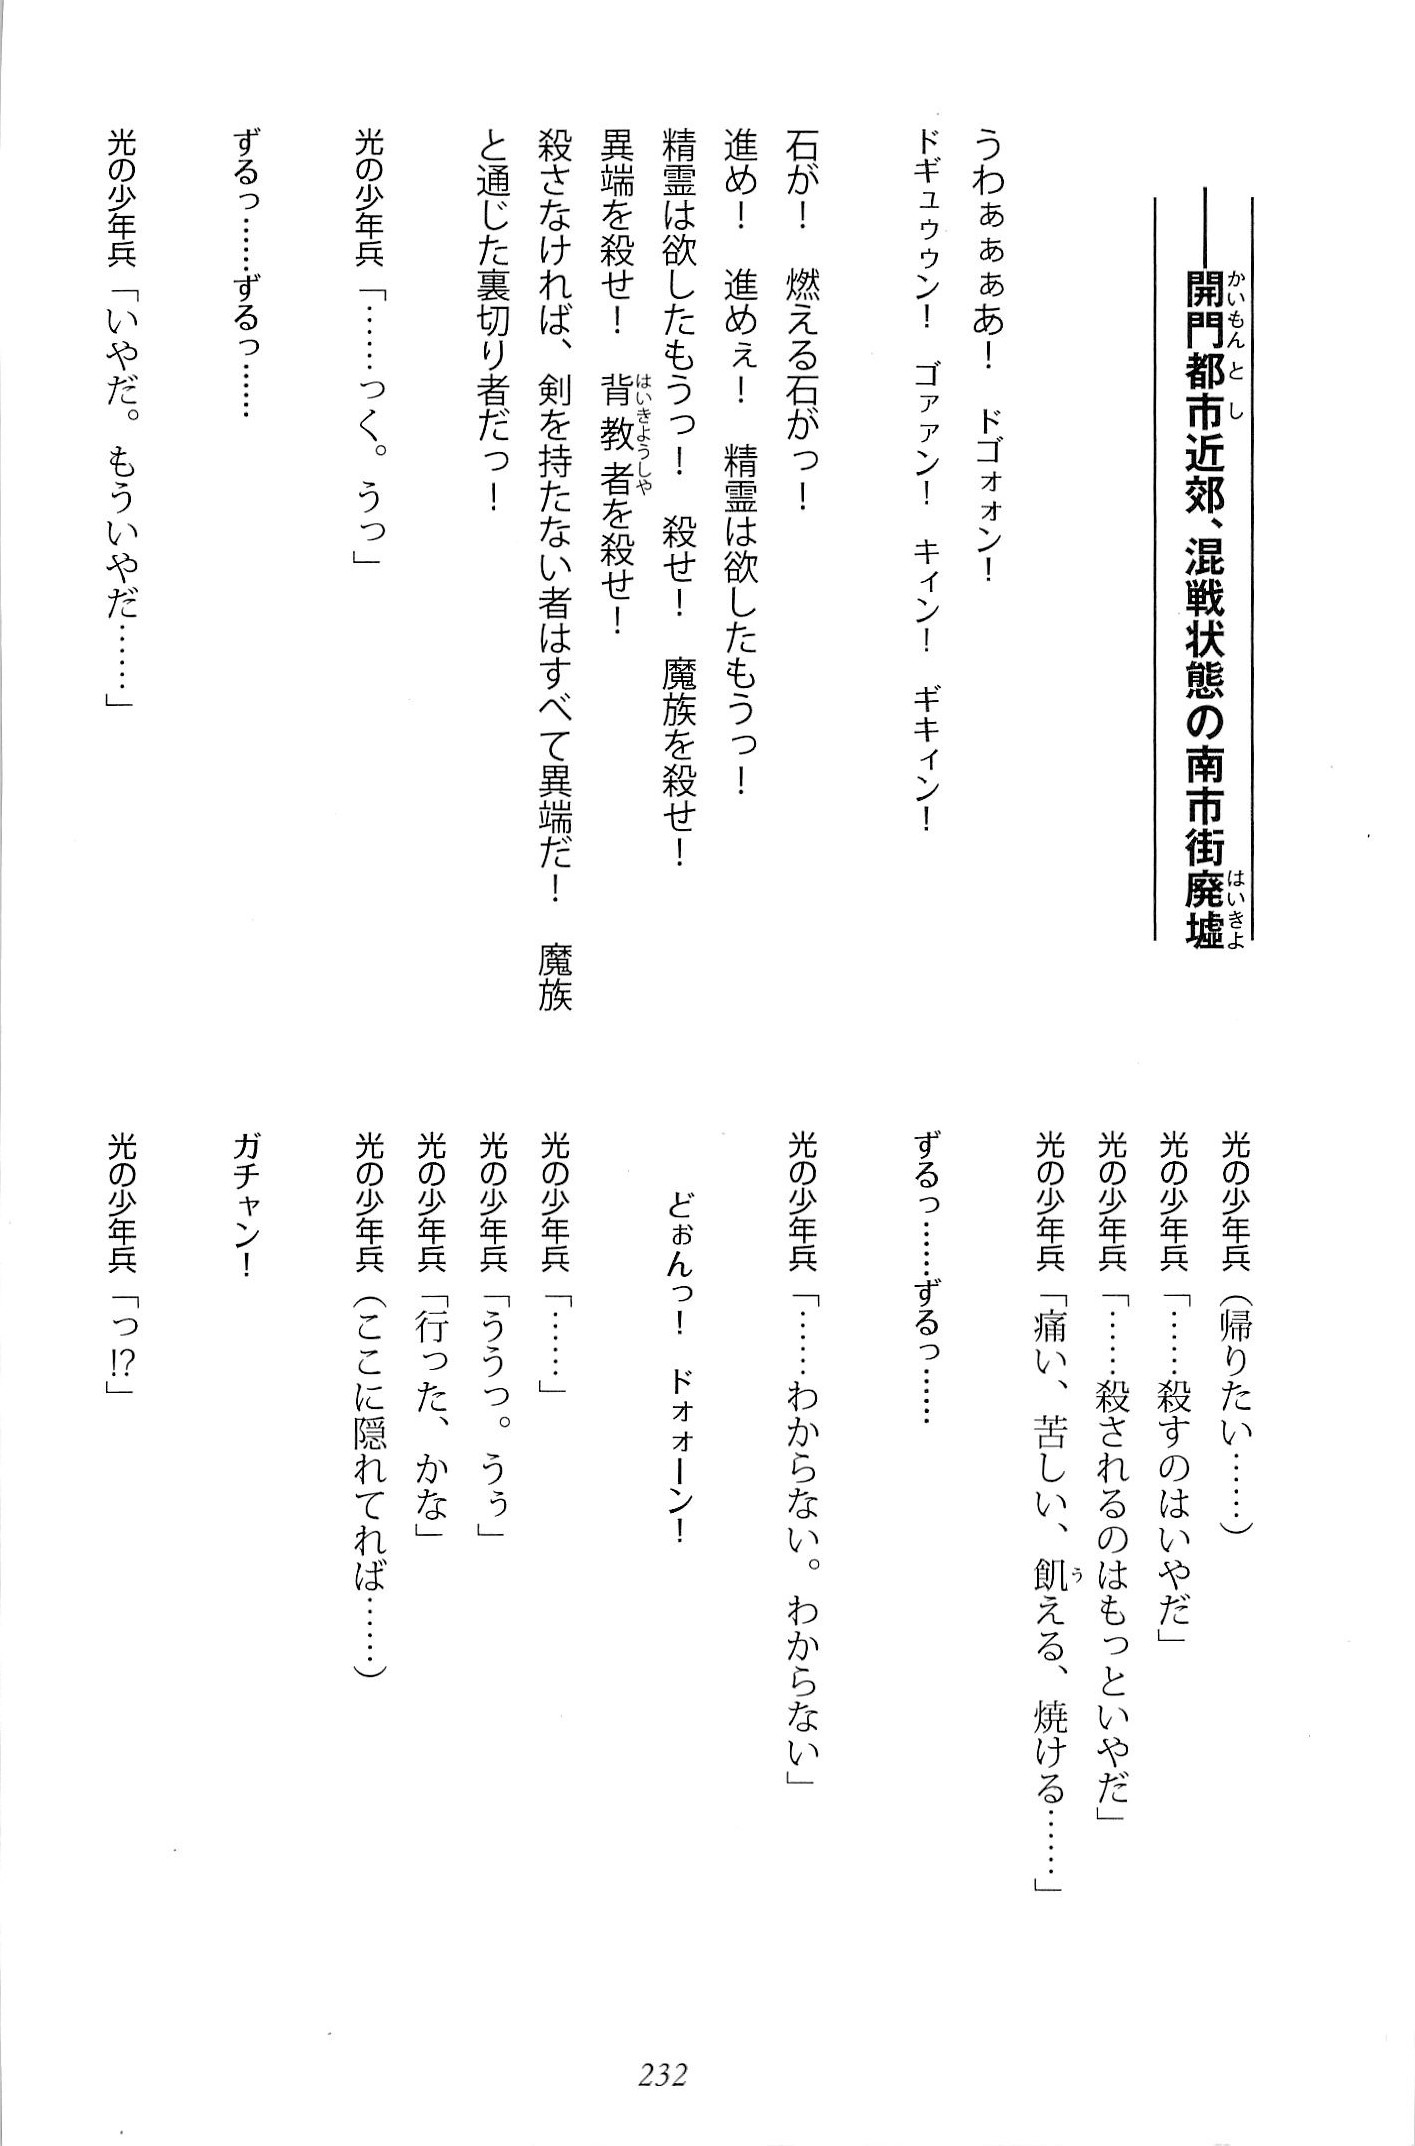 ――開門都市近郊、混戦状態の南市街廃墟
うわぁぁぁあ！　ドゴォォン！
ドギュゥゥン！　ゴァァン！　キィン！　ギキィン！
石が！　燃える石がっ！
進め！　進めぇ！　精霊は欲したもうっ！
精霊は欲したもうっ！　殺せ！　魔族を殺せ！
異端を殺せ！　背教者を殺せ！
殺さなければ、剣を持たない者はすべて異端だ！　魔族
と通じた裏切り者だっ！
光の少年兵「……っく。うっ」
ずるっ……ずるっ……
光の少年兵「いやだ。もういやだ……」
光の少年兵（帰りたい……）
光の少年兵「……殺すのはいやだ」
光の少年兵「……殺されるのはもっといやだ」
光の少年兵「痛い、苦しい、飢える、焼ける……」
ずるっ……ずるっ……
光の少年兵「……わからない。わからない」
どぉんっ！　ドォォーン！
光の少年兵「……」
光の少年兵「ううっ。うぅ」
光の少年兵「行った、かな」
光の少年兵（ここに隠れてれば……）
ガチャン！
光の少年兵「っ!?」
232